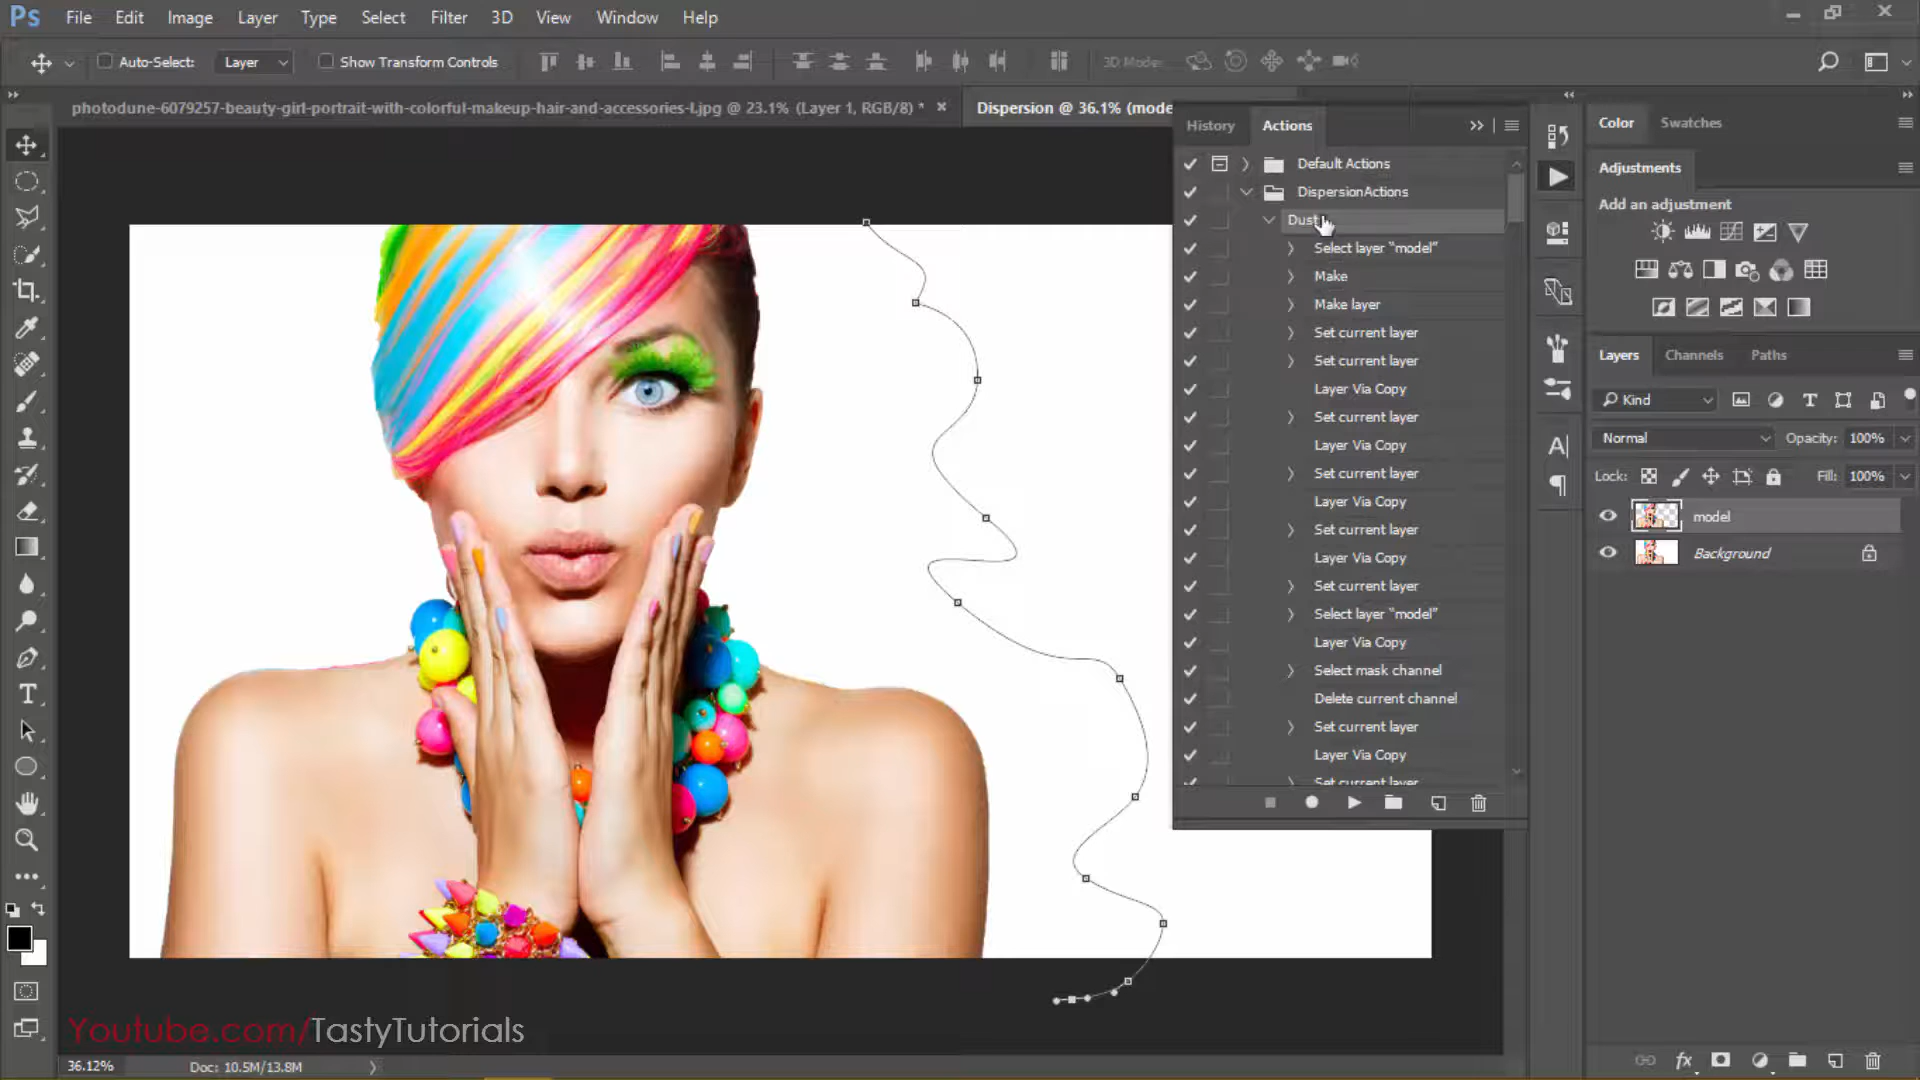 Ps File Edit Image Layer Type Select Filter 3D View Window Help
Auto-Select: Layer Show Transform Controls 3D Mode:
photodune-6079257-beauty-girl-portrait-with-colorful-makeup-hair-and-accessories-l.jpg @ 23.1% (Layer 1, RGB/8) * Dispersion @ 36.1% (mode
History Actions
Default Actions
DispersionActions
Dust
Select layer “model”
Make
Make layer
Set current layer
Set current layer
Layer Via Copy
Set current layer
Layer Via Copy
Set current layer
Layer Via Copy
Set current layer
Layer Via Copy
Set current layer
Select layer “model”
Layer Via Copy
Select mask channel
Delete current channel
Set current layer
Layer Via Copy
Set current layer
Color Swatches
Adjustments
Add an adjustment
Layers Channels Paths
Kind
Normal Opacity: 100%
Lock: Fill: 100%
model
Background
Youtube.com/TastyTutorials
36.12% Doc: 10.5M/13.8M